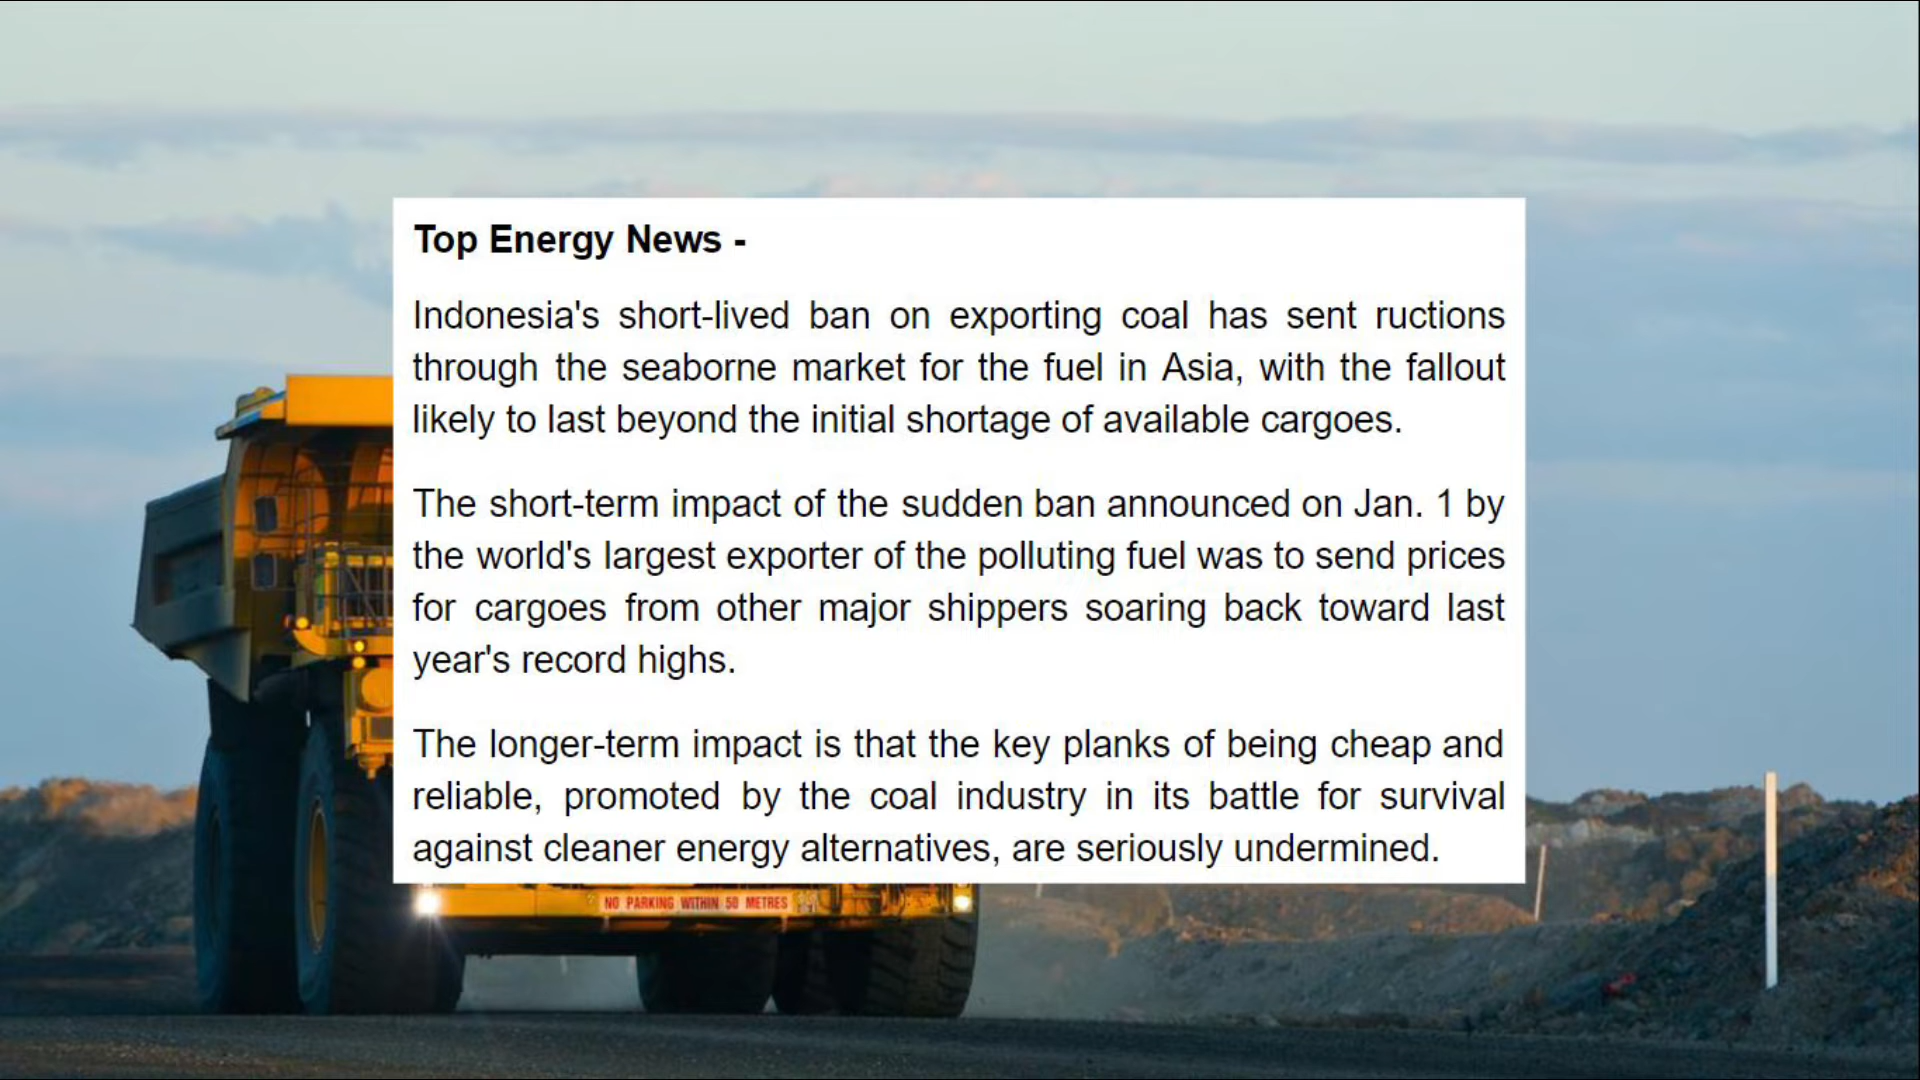 Top Energy News -
Indonesia's short-lived ban on exporting coal has sent ructions
through the seaborne market for the fuel in Asia, with the fallout
likely to last beyond the initial shortage of available cargoes.
The short-term impact of the sudden ban announced on Jan. 1 by
the world's largest exporter of the polluting fuel was to send prices
for cargoes from other major shippers soaring back toward last
year's record highs.
The longer-term impact is that the key planks of being cheap and
reliable, promoted by the coal industry in its battle for survival
against cleaner energy alternatives, are seriously undermined.
NO PARKING WITHIN 50 METRES